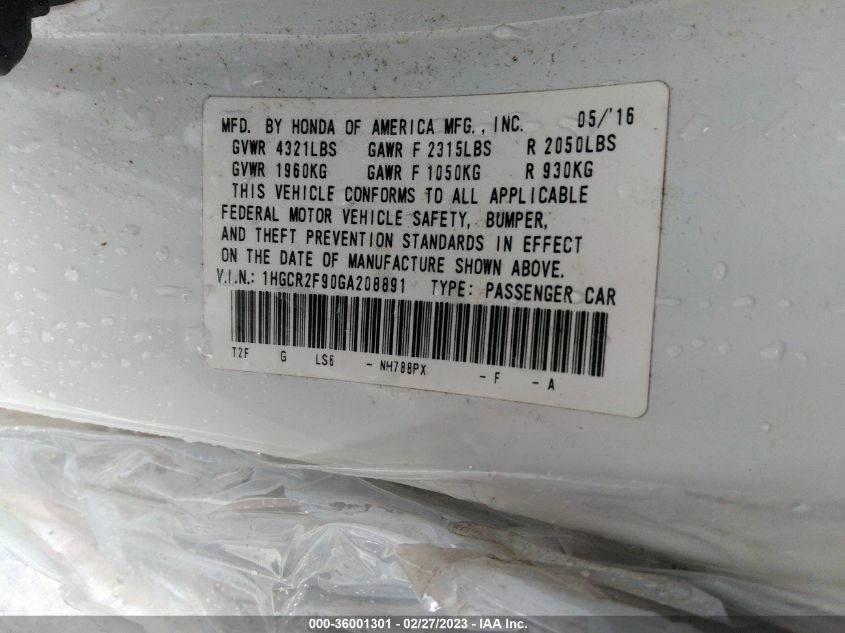 MFD. BY HONDA OF AMERICA MFG., INC. 05/'16
GVWR 4321LBS GAWR F 2315LBS R 2050LBS
GVWR 1960KG GAWR F 1050KG R 930KG
THIS VEHICLE CONFORMS TO ALL APPLICABLE
FEDERAL MOTOR VEHICLE SAFETY, BUMPER,
AND THEFT PREVENTION STANDARDS IN EFFECT
ON THE DATE OF MANUFACTURE SHOWN ABOVE.
V.I.N.: 1HGCR2F90GA208891 TYPE: PASSENGER CAR
T2F G LS6 - NH788PX - F - A
000-36001301 - 02/27/2023 - IAA Inc.